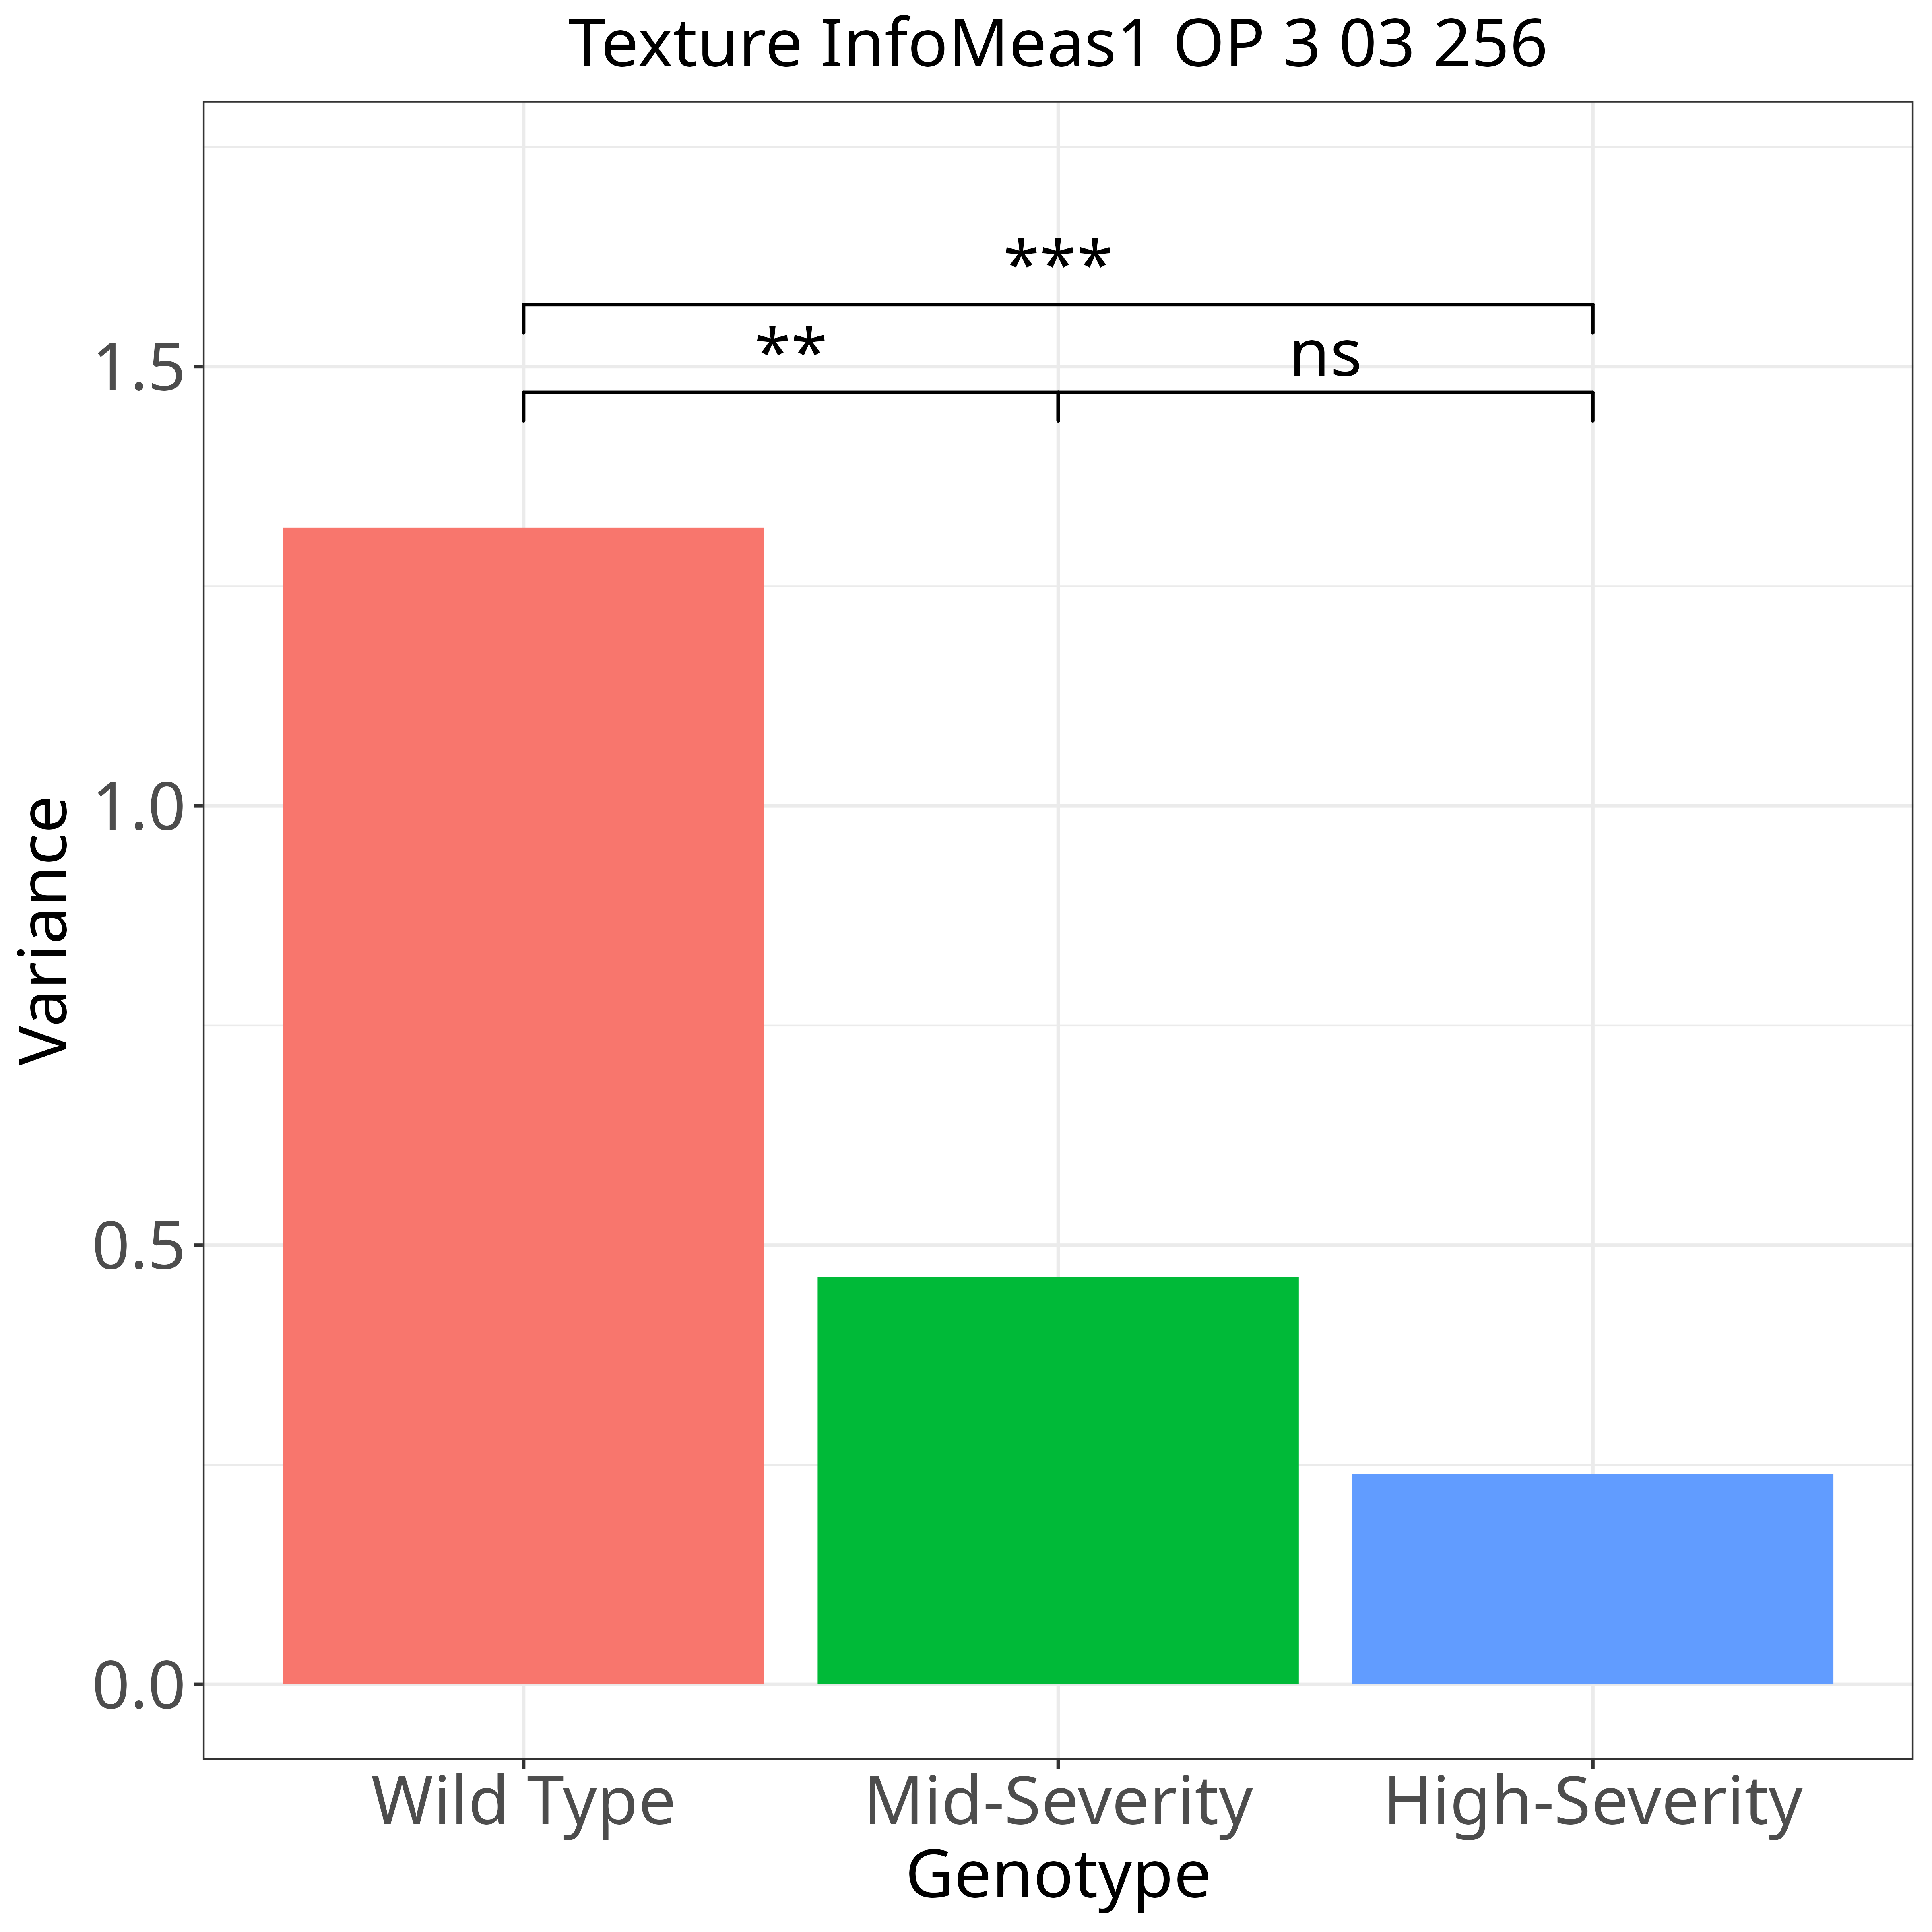 Texture InfoMeas1 OP 3 03 256
***
** ns
1.5
1.0
0.5
0.0
Variance
Wild Type Mid-Severity High-Severity
Genotype